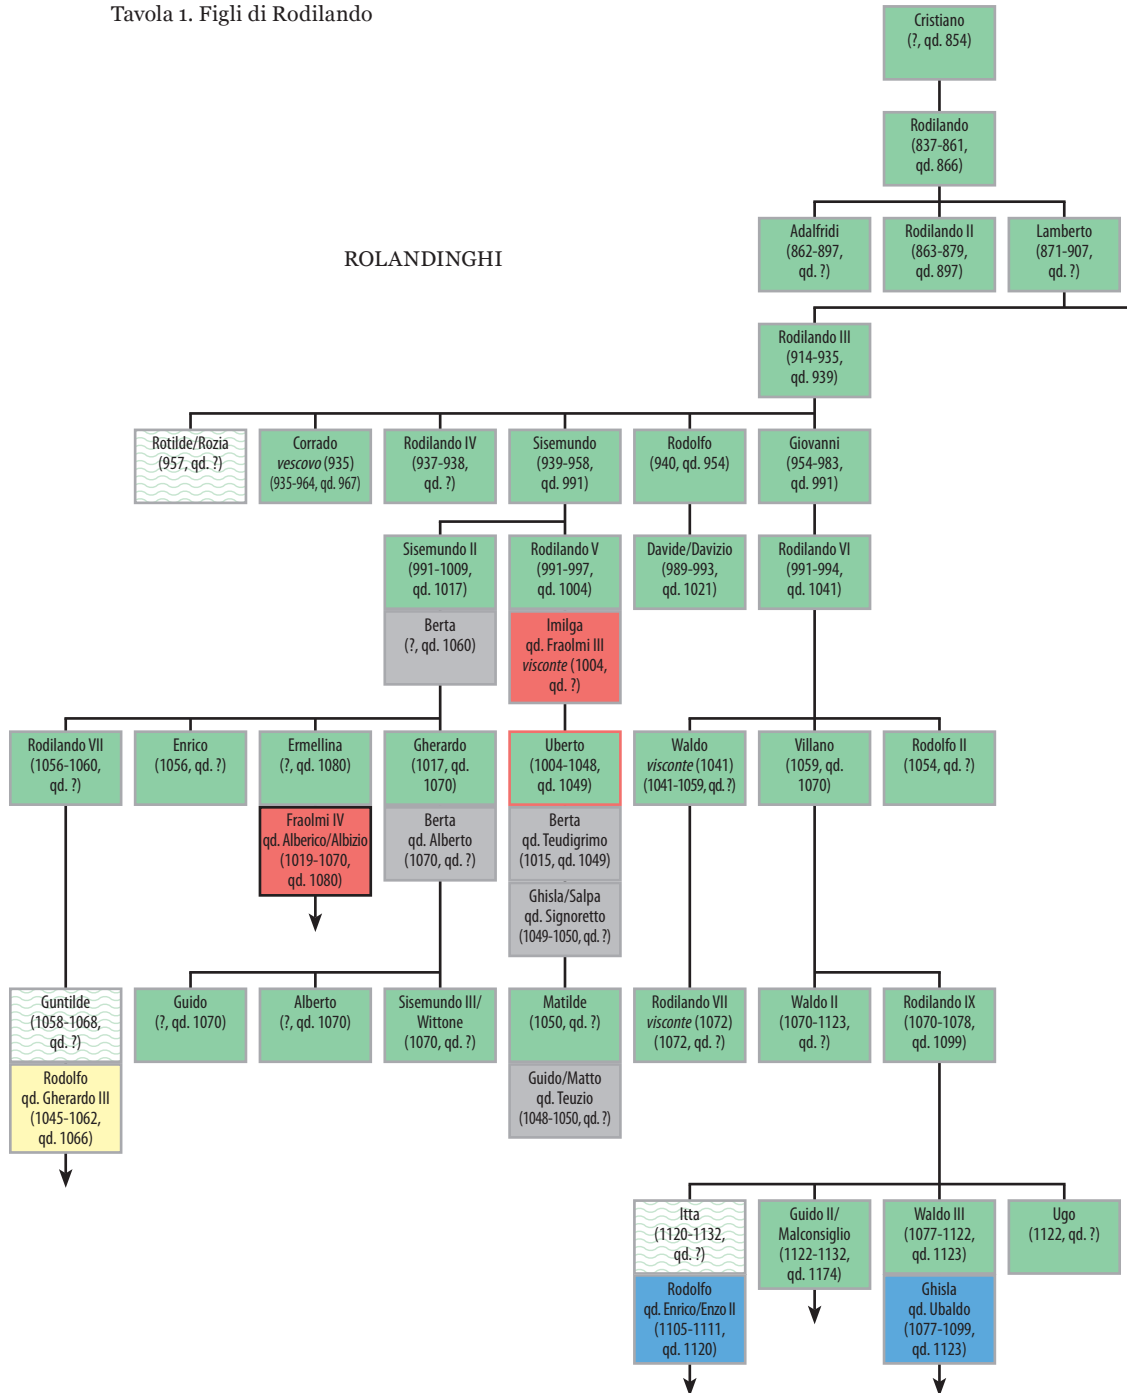 Tavola 1. Figli di Rodilando
Cristiano
(?, qd. 854)
Rodilando
(837-861,
qd. 866)
ROLANDINGHI
Adalfridi
(862-897,
qd. ?)
Rodilando II
(863-879,
qd. 897)
Lamberto
(871-907,
qd. ?)
Rodilando III
(914-935,
qd. 939)
Rotilde/Rozia
(957, qd. ?)
Corrado
vescovo (935)
(935-964, qd. 967)
Rodilando IV
(937-938,
qd. ?)
Sisemundo
(939-958,
qd. 991)
Rodolfo
(940, qd. 954)
Giovanni
(954-983,
qd. 991)
Sisemundo II
(991-1009,
qd. 1017)
Berta
(?, qd. 1060)
Rodilando V
(991-997,
qd. 1004)
Imilga
qd. Fraolmi III
visconte (1004,
qd. ?)
Davide/Davizio
(989-993,
qd. 1021)
Rodilando VI
(991-994,
qd. 1041)
Rodilando VII
(1056-1060,
qd. ?)
Enrico
(1056, qd. ?)
Ermellina
(?, qd. 1080)
Fraolmi IV
qd. Alberico/Albizio
(1019-1070,
qd. 1080)
Gherardo
(1017, qd.
1070)
Berta
qd. Alberto
(1070, qd. ?)
Uberto
(1004-1048,
qd. 1049)
Berta
qd. Teudigrimo
(1015, qd. 1049)
Ghisla/Salpa
qd. Signoretto
(1049-1050, qd. ?)
Waldo
visconte (1041)
(1041-1059, qd. ?)
Villano
(1059, qd.
1070)
Rodolfo II
(1054, qd. ?)
Guntilde
(1058-1068,
qd. ?)
Rodolfo
qd. Gherardo III
(1045-1062,
qd. 1066)
Guido
(?, qd. 1070)
Alberto
(?, qd. 1070)
Sisemundo III/
Wittone
(1070, qd. ?)
Matilde
(1050, qd. ?)
Guido/Matto
qd. Teuzio
(1048-1050, qd. ?)
Rodilando VII
visconte (1072)
(1072, qd. ?)
Waldo II
(1070-1123,
qd. ?)
Rodilando IX
(1070-1078,
qd. 1099)
Itta
(1120-1132,
qd. ?)
Rodolfo
qd. Enrico/Enzo II
(1105-1111,
qd. 1120)
Guido II/
Malconsiglio
(1122-1132,
qd. 1174)
Waldo III
(1077-1122,
qd. 1123)
Ghisla
qd. Ubaldo
(1077-1099,
qd. 1123)
Ugo
(1122, qd. ?)